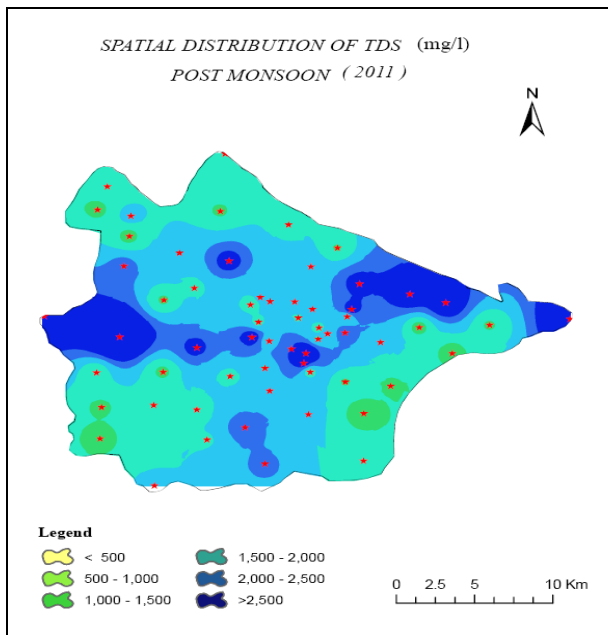 SPATIAL DISTRIBUTION OF TDS (mg/l)
POST MONSOON ( 2011 )
N
Legend
< 500
500 - 1,000
1,000 - 1,500
1,500 - 2,000
2,000 - 2,500
>2,500
0 2.5 5 10 Km